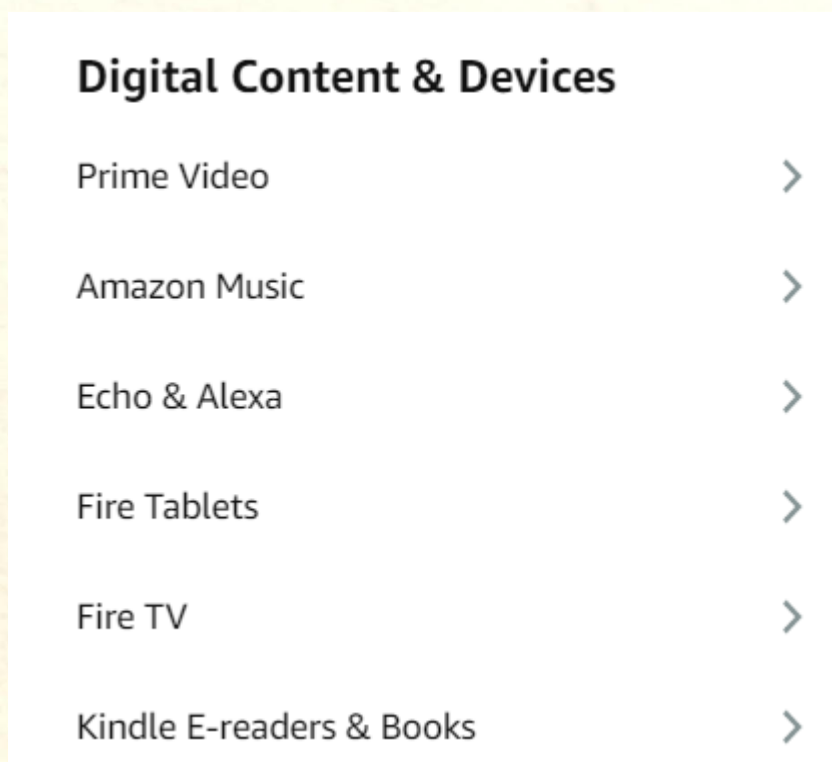 Digital Content & Devices
Prime Video
Amazon Music
Echo & Alexa
Fire Tablets
Fire TV
Kindle E-readers & Books